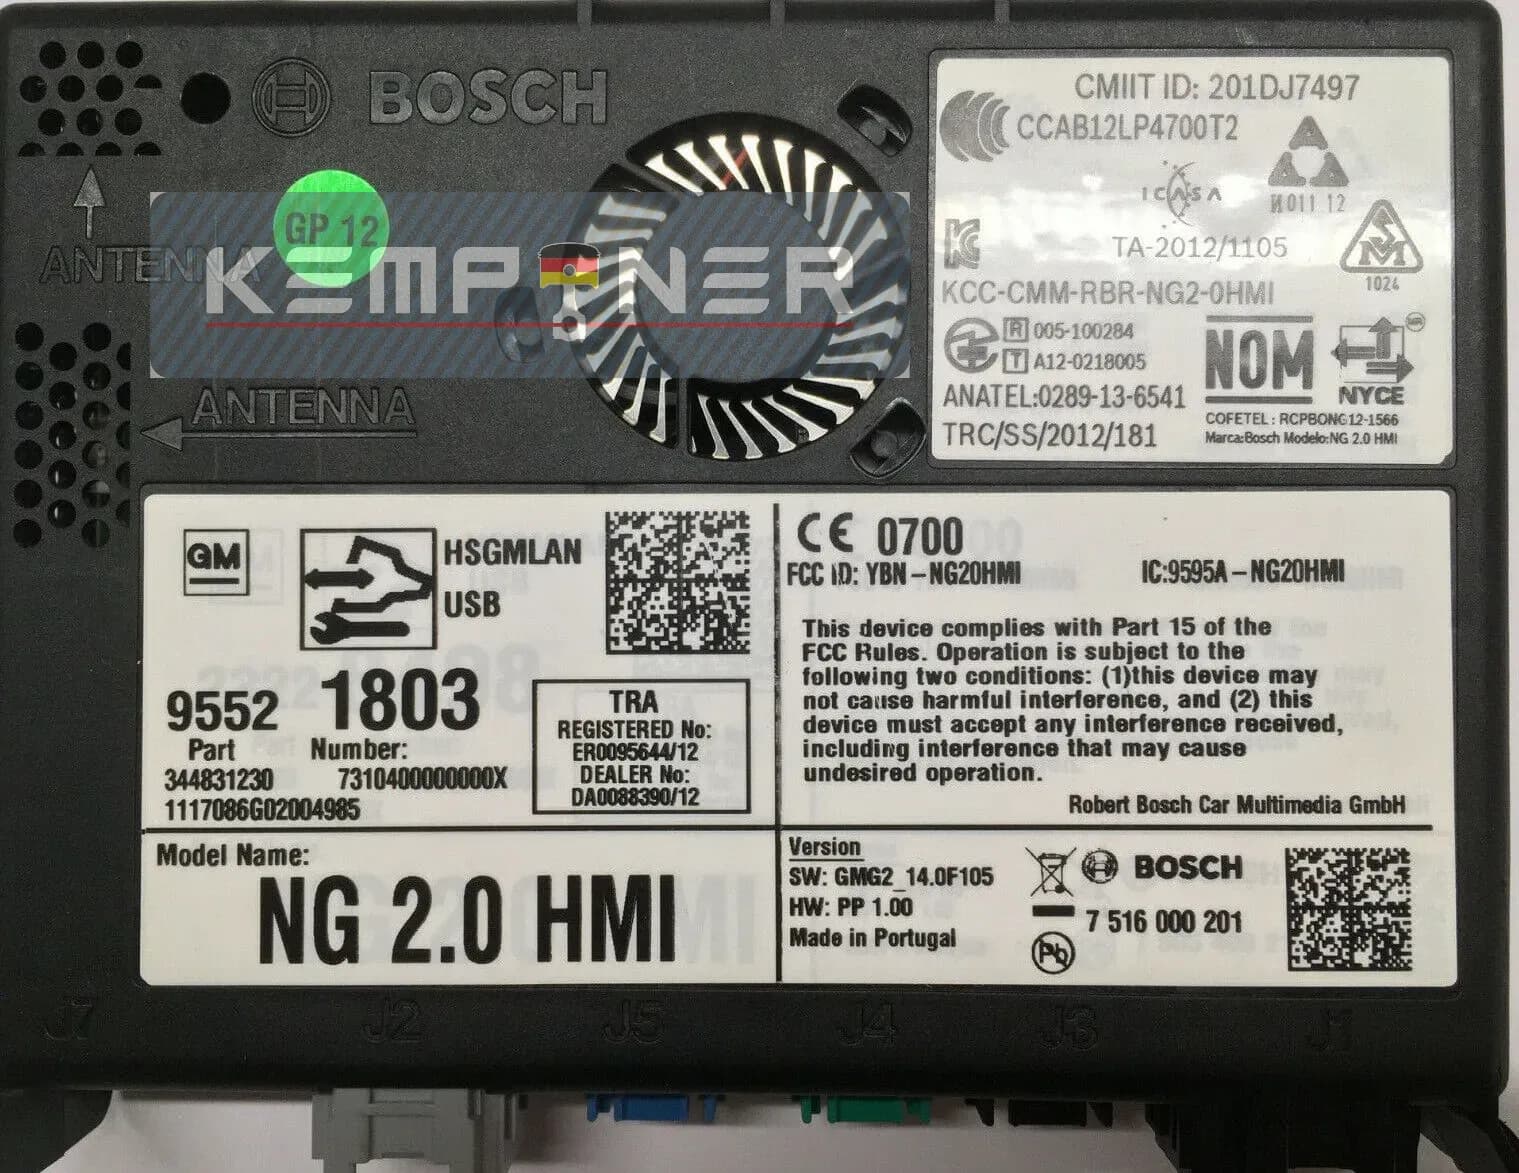 BOSCH
GP 12
ANTENNA
KEMPONER
ANTENNA
CMIIT ID: 201DJ7497
CCAB12LP4700T2
ICASA
И011 12
TA-2012/1105
SM
1024
KC
KCC-CMM-RBR-NG2-0HMI
R 005-100284
T A12-0218005
NOM
NYCE
ANATEL:0289-13-6541
COFETEL: RCPBONG12-1566
TRC/SS/2012/181
Marca:Bosch Modelo:NG 2.0 HMI
GM
HSGMLAN
USB
9552 1803
Part Number:
344831230 7310400000000X
1117086G02004985
TRA
REGISTERED No:
ER0095644/12
DEALER No:
DA0088390/12
CE 0700
FCC ID: YBN-NG20HMI IC:9595A-NG20HMI
This device complies with Part 15 of the
FCC Rules. Operation is subject to the
following two conditions: (1)this device may
not cause harmful interference, and (2) this
device must accept any interference received,
including interference that may cause
undesired operation.
Robert Bosch Car Multimedia GmbH
Model Name:
NG 2.0 HMI
Version
SW: GMG2_14.0F105
HW: PP 1.00
Made in Portugal
BOSCH
7 516 000 201
Pb
J7 J2 J5 J4 J3 J1